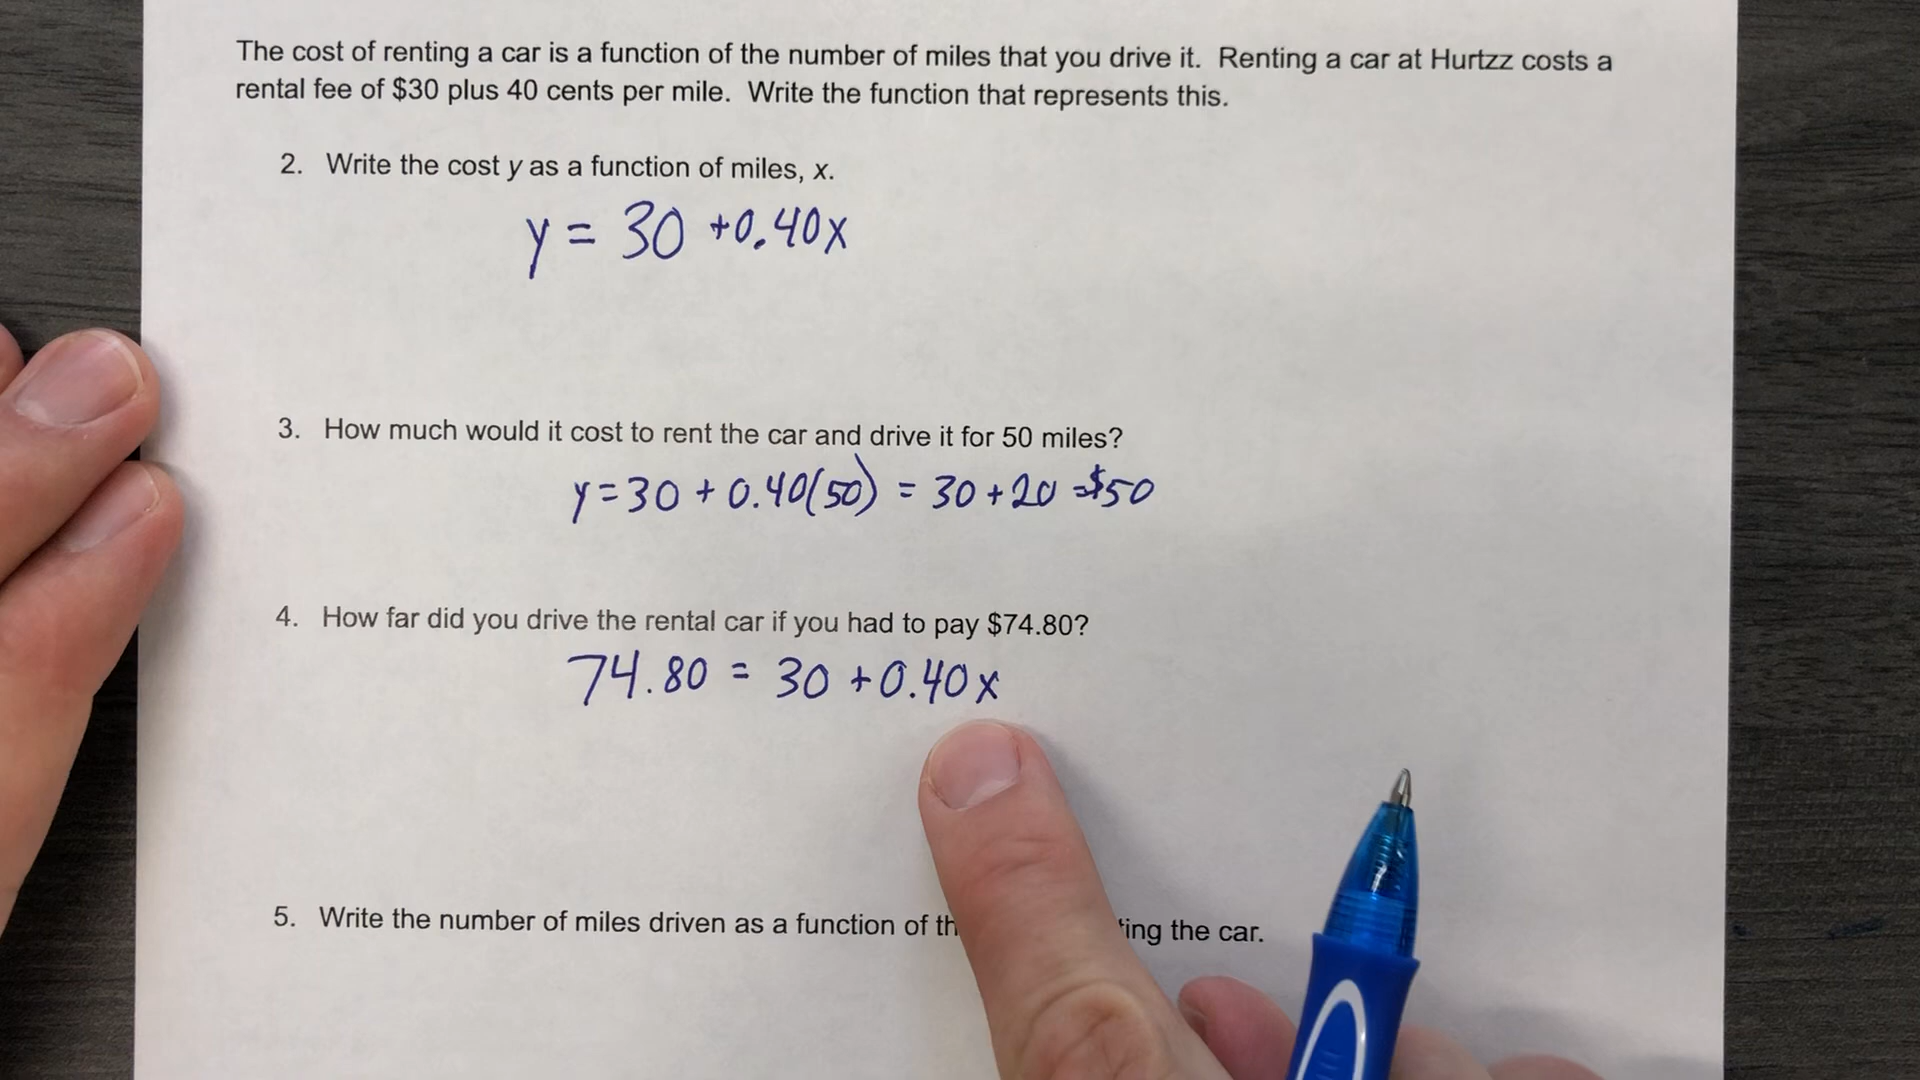 The cost of renting a car is a function of the number of miles that you drive it. Renting a car at Hurtzz costs a
rental fee of $30 plus 40 cents per mile. Write the function that represents this.
2. Write the cost y as a function of miles, x.
y = 30 +0.40x
3. How much would it cost to rent the car and drive it for 50 miles?
y=30 + 0.40(50) = 30+20 =$50
4. How far did you drive the rental car if you had to pay $74.80?
74.80 = 30 +0.40x
5. Write the number of miles driven as a function of the car.